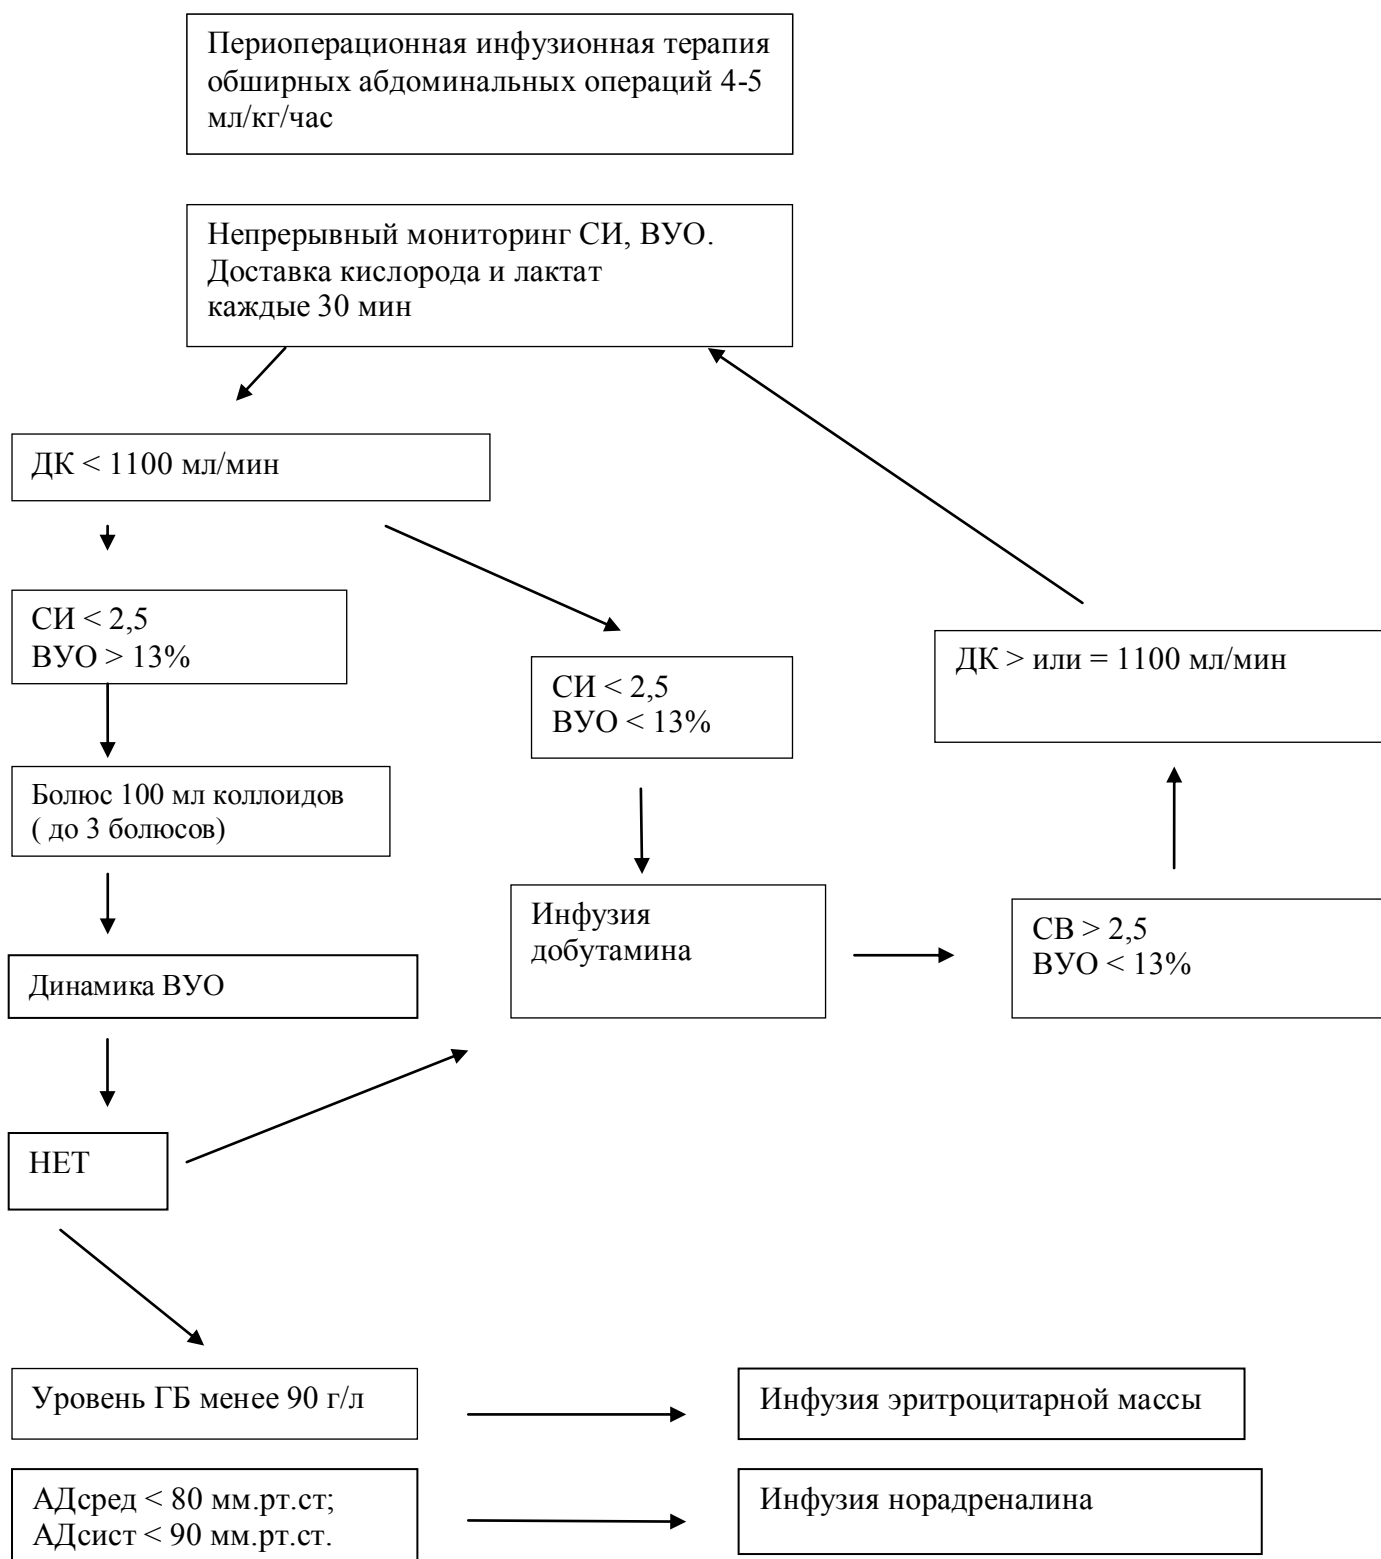 Периоперационная инфузионная терапия
обширных абдоминальных операций 4-5
мл/кг/час
Непрерывный мониторинг СИ, ВУО.
Доставка кислорода и лактат
каждые 30 мин
ДК < 1100 мл/мин
СИ < 2,5
ВУО > 13%
СИ < 2,5
ВУО < 13%
ДК > или = 1100 мл/мин
Болюс 100 мл коллоидов
( до 3 болюсов)
Инфузия
добутамина
СВ > 2,5
ВУО < 13%
Динамика ВУО
НЕТ
Уровень ГБ менее 90 г/л
Инфузия эритроцитарной массы
АДсред < 80 мм.рт.ст;
АДсист < 90 мм.рт.ст.
Инфузия норадреналина